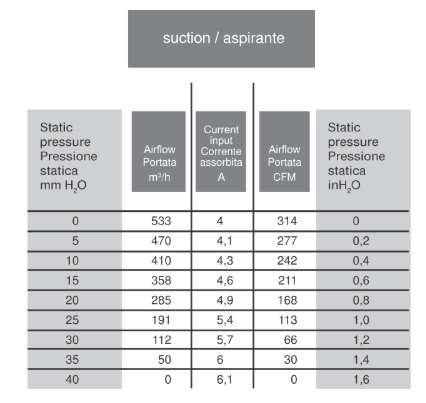 suction / aspirante
Static pressure Pressione statica mm H₂O | Airflow Portata m³/h | Current input Corrente assorbita A | Airflow Portata CFM | Static pressure Pressione statica inH₂O
0 533 4 314 0
5 470 4,1 277 0,2
10 410 4,3 242 0,4
15 358 4,6 211 0,6
20 285 4,9 168 0,8
25 191 5,4 113 1,0
30 112 5,7 66 1,2
35 50 6 30 1,4
40 0 6,1 0 1,6